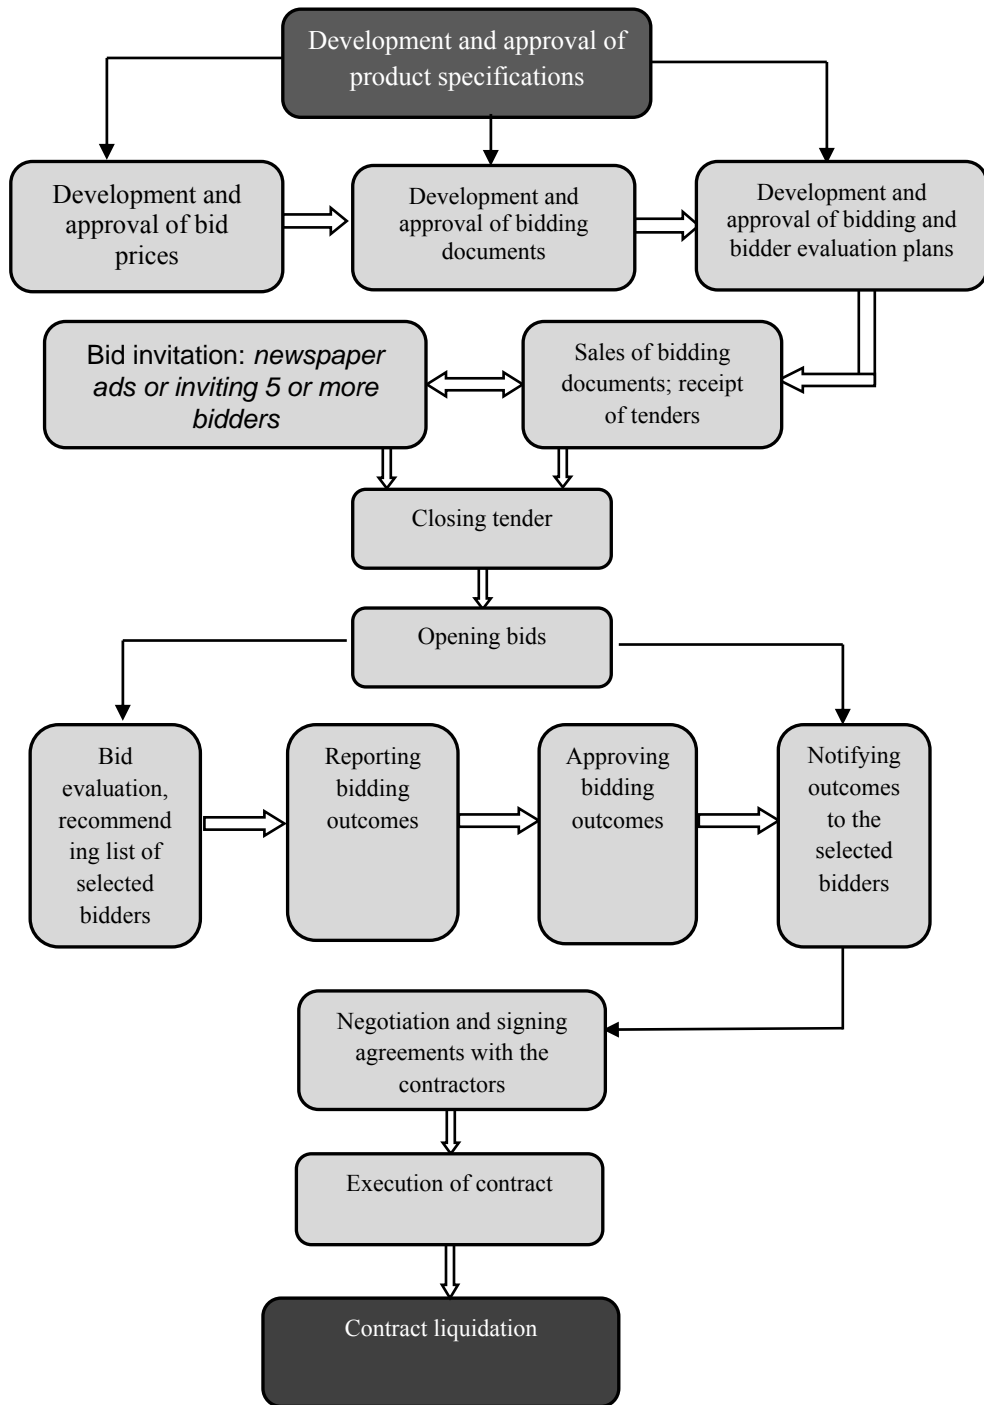 Development and approval of
product specifications
Development and
approval of bid
prices
Development and
approval of bidding
documents
Development and
approval of bidding and
bidder evaluation plans
Bid invitation: newspaper
ads or inviting 5 or more
bidders
Sales of bidding
documents; receipt
of tenders
Closing tender
Opening bids
Bid
evaluation,
recommend
ing list of
selected
bidders
Reporting
bidding
outcomes
Approving
bidding
outcomes
Notifying
outcomes
to the
selected
bidders
Negotiation and signing
agreements with the
contractors
Execution of contract
Contract liquidation